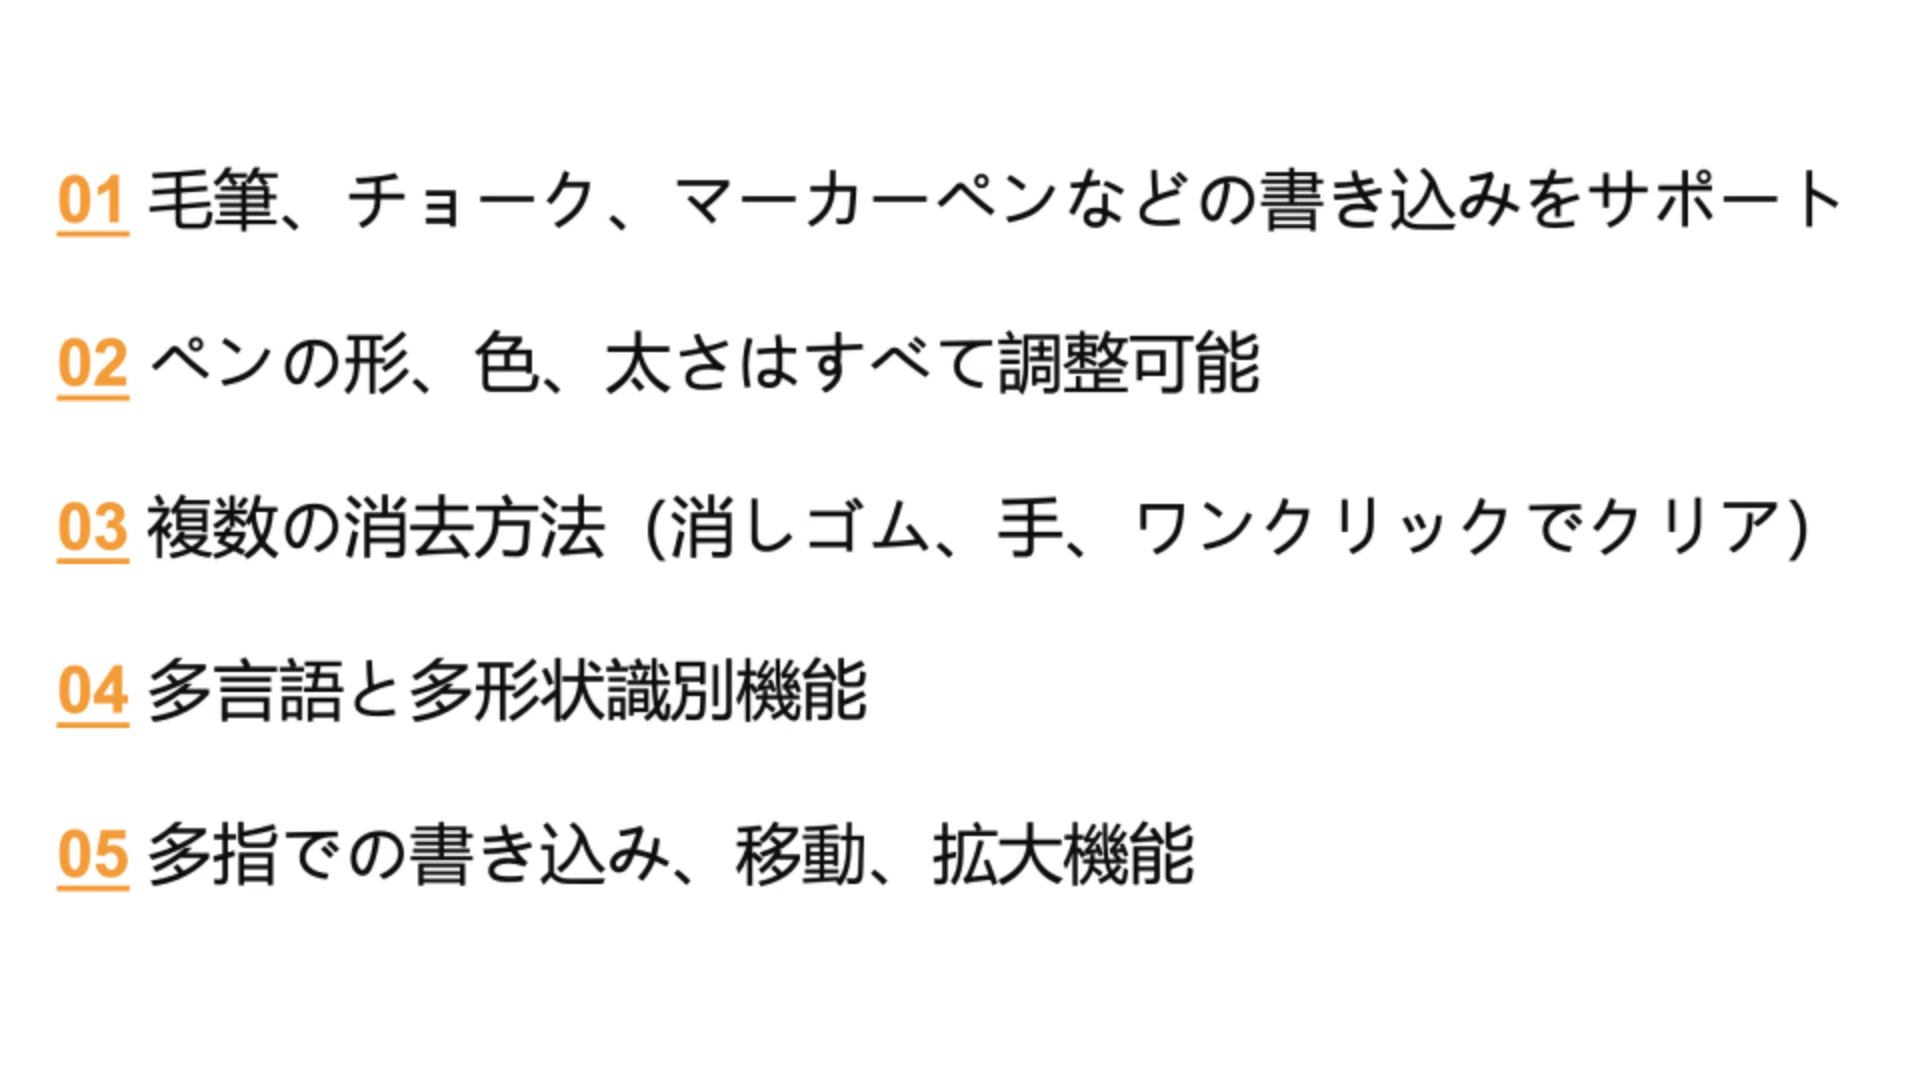 01 毛筆、チョーク、マーカーペンなどの書き込みをサポート
02 ペンの形、色、太さはすべて調整可能
03 複数の消去方法（消しゴム、手、ワンクリックでクリア）
04 多言語と多形状識別機能
05 多指での書き込み、移動、拡大機能